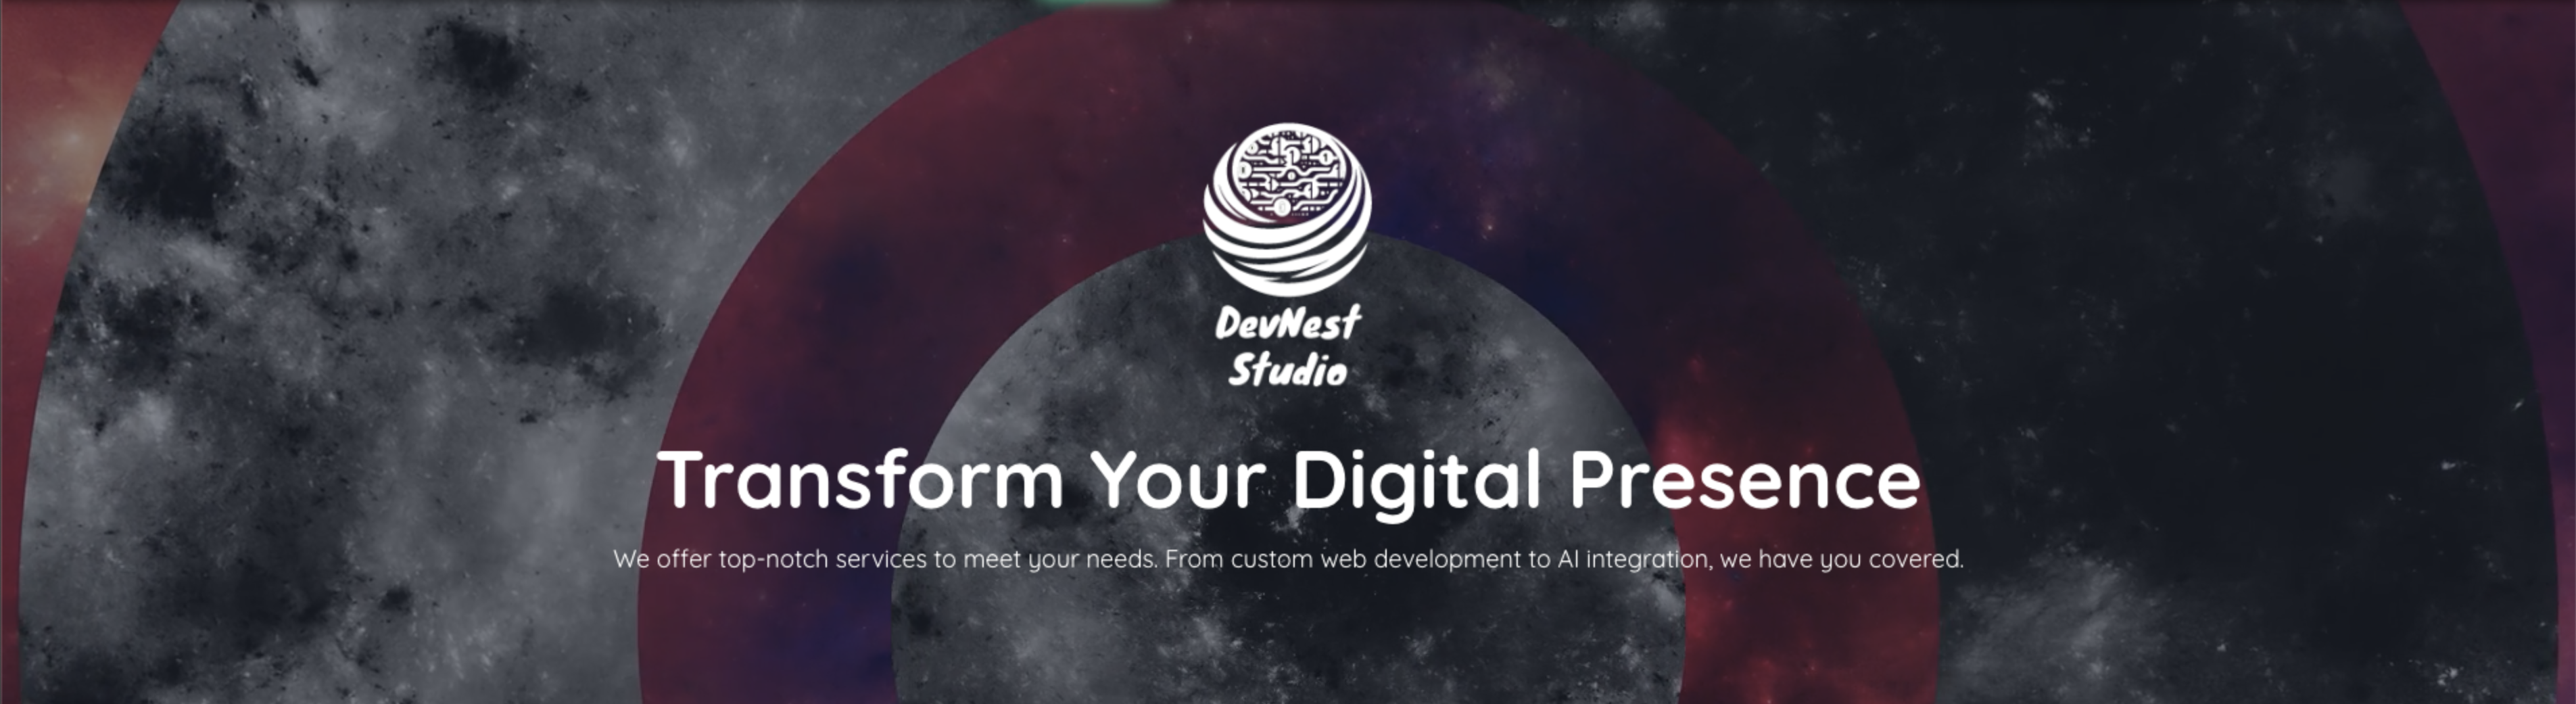 DevNest
Studio
Transform Your Digital Presence
We offer top-notch services to meet your needs. From custom web development to AI integration, we have you covered.